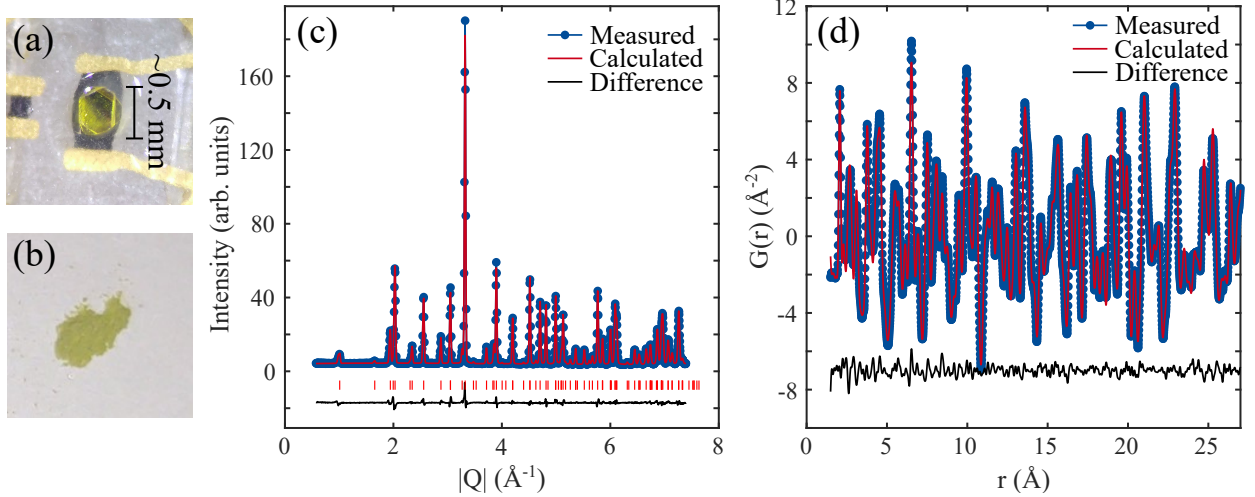 (a)
~0.5 mm
(b)
(c)
Measured
Calculated
Difference
Intensity (arb. units)
160
120
80
40
0
0 2 4 6 8
|Q| (Å⁻¹)
(d)
Measured
Calculated
Difference
G(r) (Å⁻²)
12
8
4
0
-4
-8
0 5 10 15 20 25
r (Å)